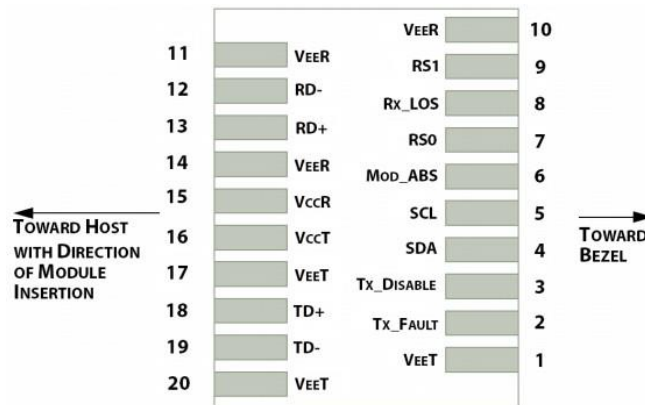 VEER 10
11 VEER
RS1 9
12 RD-
RX_LOS 8
13 RD+
RS0 7
14 VEER
MOD_ABS 6
15 VCCR
SCL 5
16 VCCT
SDA 4
17 VEET
TX_DISABLE 3
18 TD+
TX_FAULT 2
19 TD-
VEET 1
20 VEET
TOWARD HOST
WITH DIRECTION
OF MODULE
INSERTION
TOWARD
BEZEL